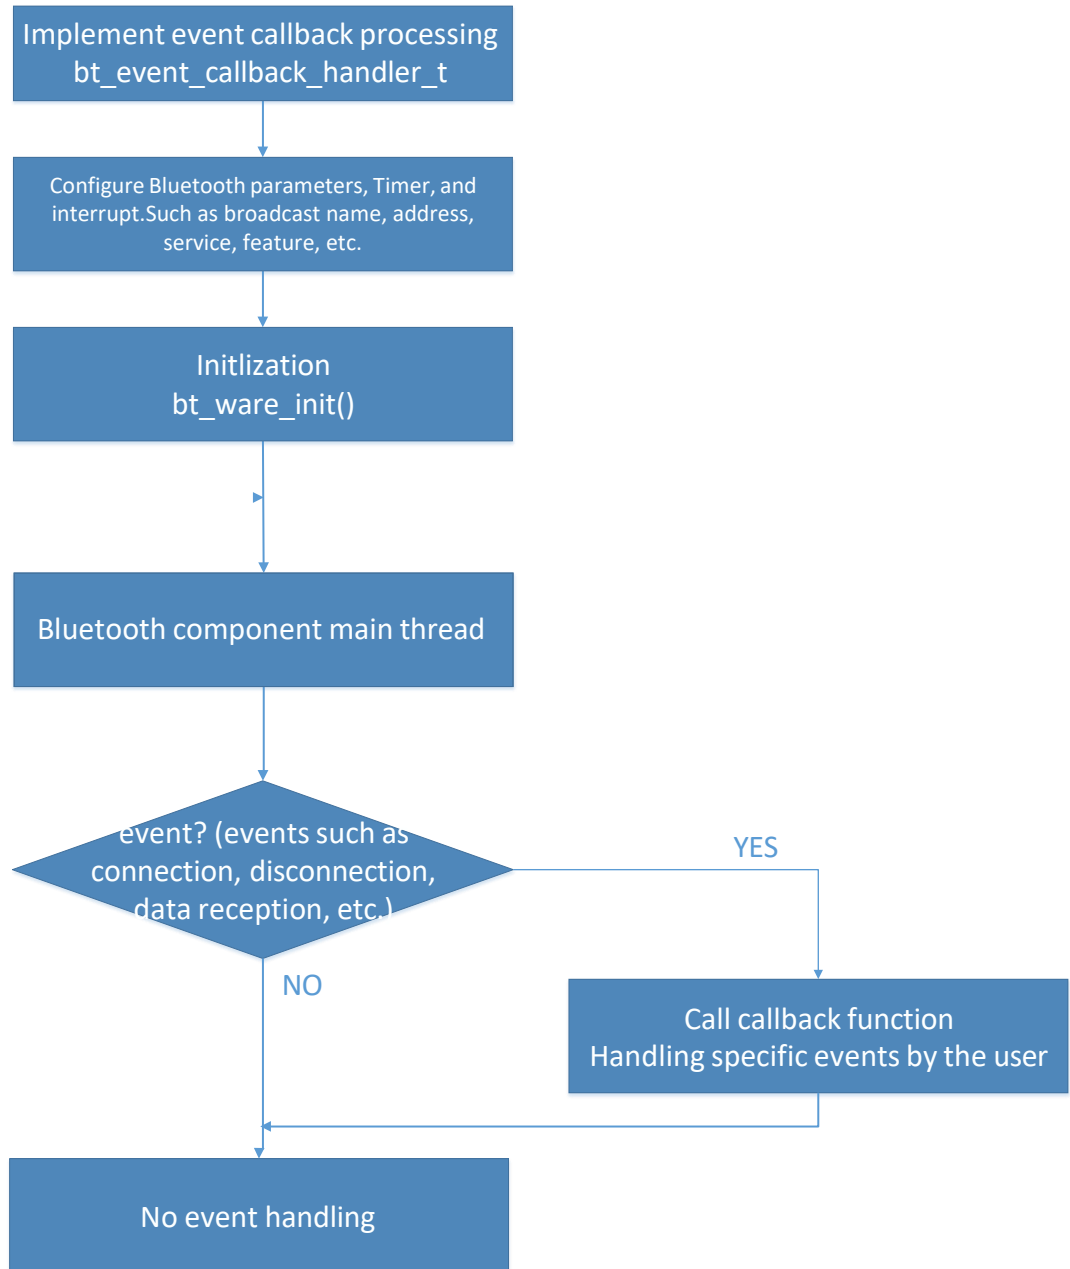 Implement event callback processing
bt_event_callback_handler_t
Configure Bluetooth parameters, Timer, and
interrupt.Such as broadcast name, address,
service, feature, etc.
Initlization
bt_ware_init()
Bluetooth component main thread
event? (events such as
connection, disconnection,
data reception, etc.)
YES
NO
Call callback function
Handling specific events by the user
No event handling